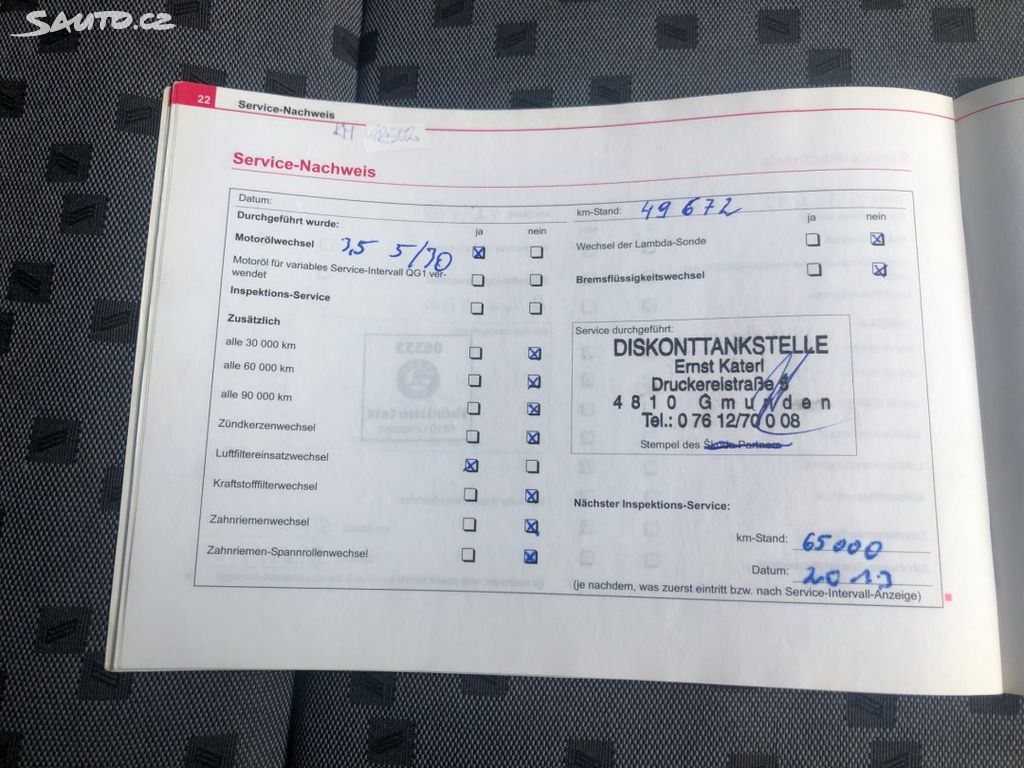 SAUTO.CZ
22 Service-Nachweis
KM
Service-Nachweis
Datum:
Durchgeführt wurde: ja nein
Motorölwechsel 3,5 5/30
Motoröl für variables Service-Intervall QG1 ver-
wendet
Inspektions-Service
Zusätzlich
alle 30 000 km
alle 60 000 km
alle 90 000 km
Zündkerzenwechsel
Luftfiltereinsatzwechsel
Kraftstofffilterwechsel
Zahnriemenwechsel
Zahnriemen-Spannrollenwechsel
km-Stand: 49672
ja nein
Wechsel der Lambda-Sonde
Bremsflüssigkeitswechsel
Service durchgeführt:
DISKONTTANKSTELLE
Ernst Katerl
Druckereistraße
4810 Gmunden
Tel.: 0 76 12/70 0 08
Stempel des Škoda Partners
Nächster Inspektions-Service:
km-Stand: 65000
Datum: 2013
(je nachdem, was zuerst eintritt bzw. nach Service-Intervall-Anzeige)